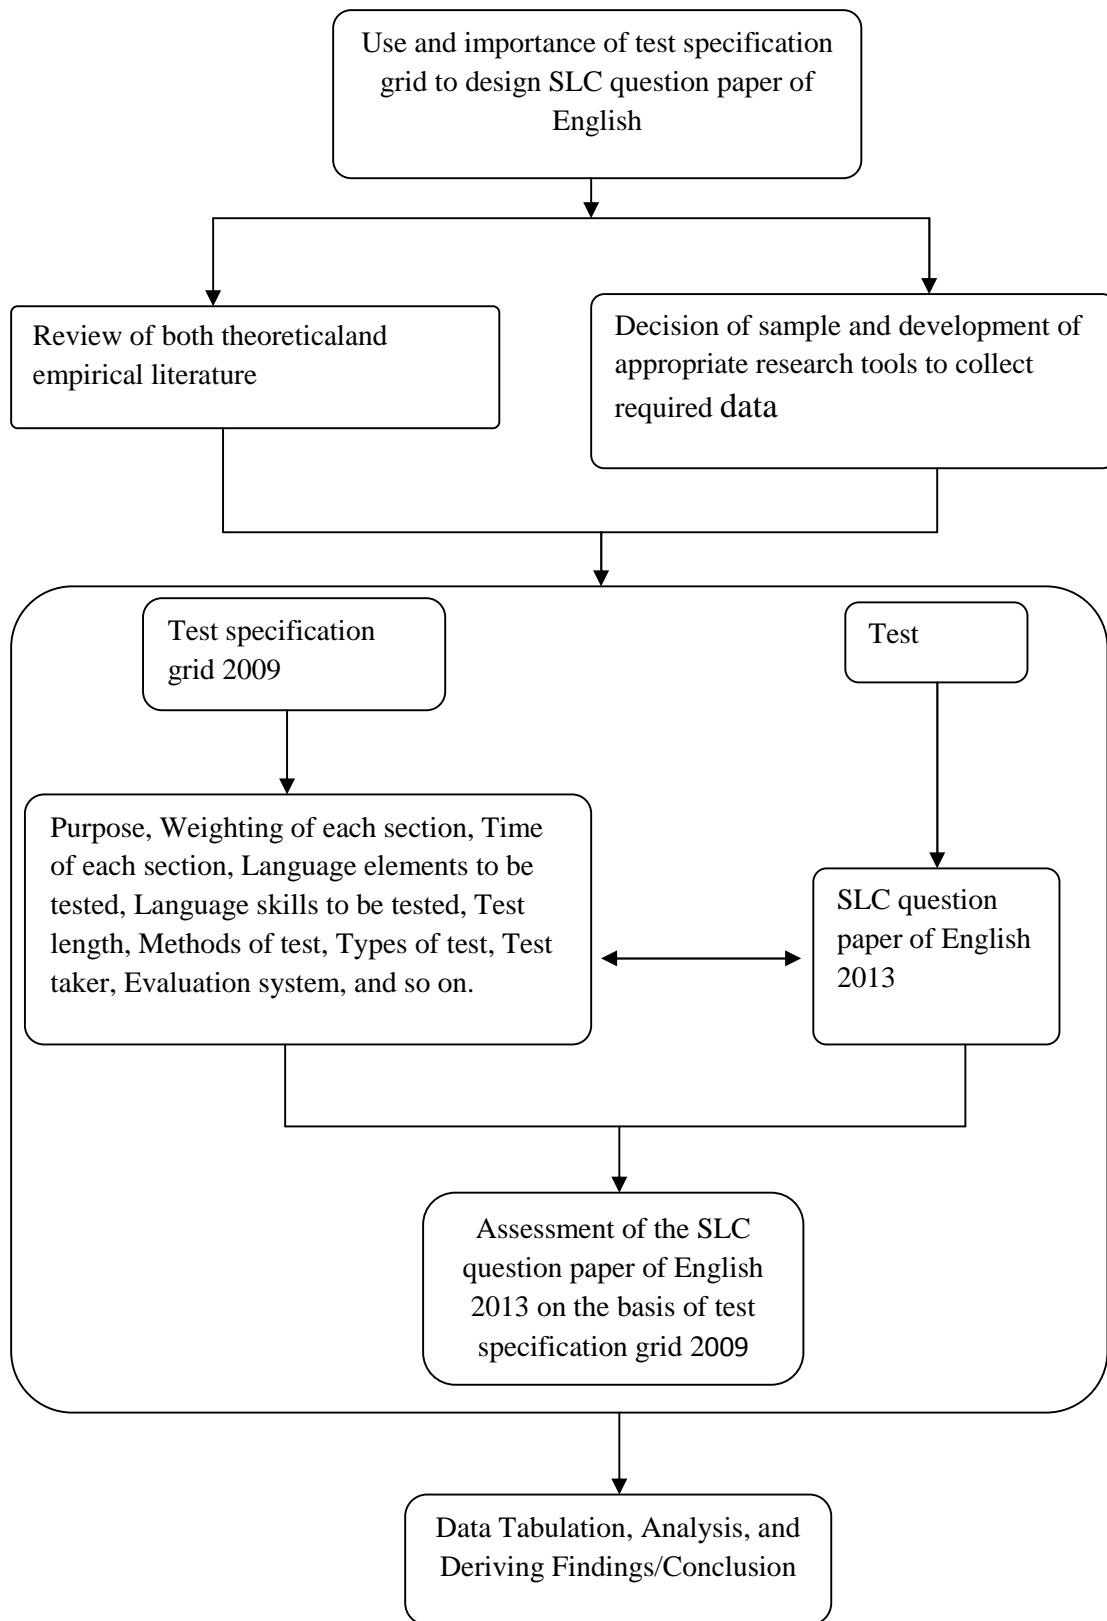 Use and importance of test specification
grid to design SLC question paper of
English
Review of both theoreticaland
empirical literature
Decision of sample and development of
appropriate research tools to collect
required data
Test specification
grid 2009
Test
Purpose, Weighting of each section, Time
of each section, Language elements to be
tested, Language skills to be tested, Test
length, Methods of test, Types of test, Test
taker, Evaluation system, and so on.
SLC question
paper of English
2013
Assessment of the SLC
question paper of English
2013 on the basis of test
specification grid 2009
Data Tabulation, Analysis, and
Deriving Findings/Conclusion